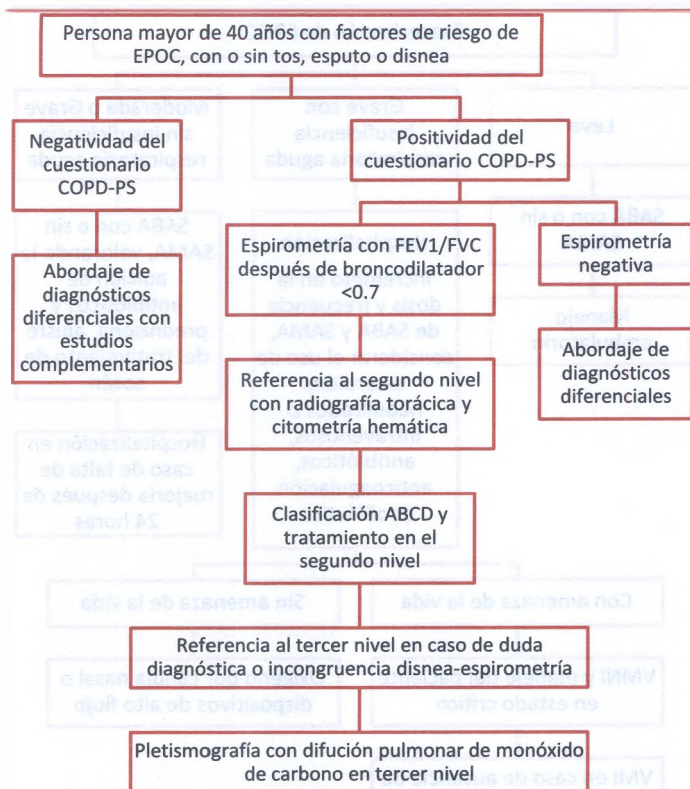 Persona mayor de 40 años con factores de riesgo de
EPOC, con o sin tos, esputo o disnea
Negatividad del
cuestionario
COPD-PS
Positividad del
cuestionario COPD-PS
Abordaje de
diagnósticos
diferenciales o
estudios
complementarios
Espirometría con FEV1/FVC
después de broncodilatador
<0.7
Espirometría
negativa
Abordaje de
diagnósticos
diferenciales
Referencia al segundo nivel
con radiografía torácica y
citometría hemática
Clasificación ABCD y
tratamiento en el
segundo nivel
Referencia al tercer nivel en caso de duda
diagnóstica o incongruencia disnea-espirometría
Pletismografía con difución pulmonar de monóxido
de carbono en tercer nivel